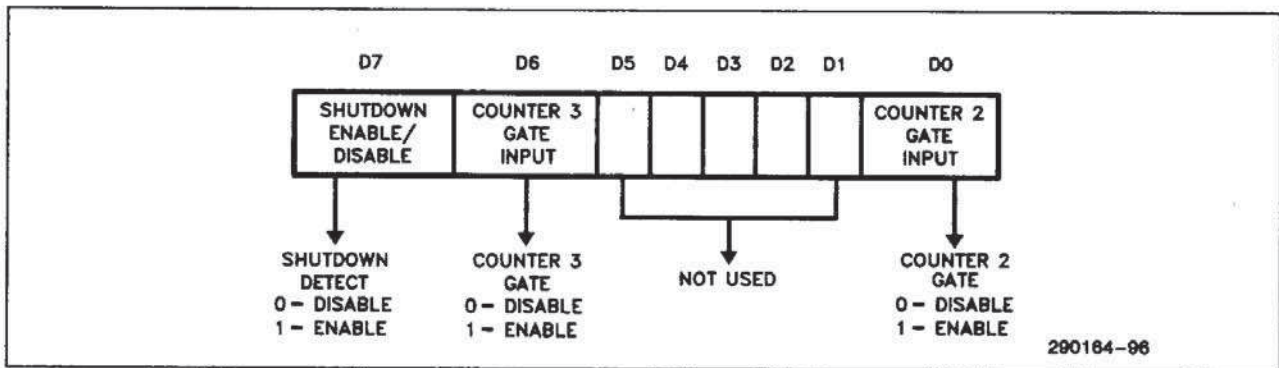 D7 D6 D5 D4 D3 D2 D1 D0
SHUTDOWN
ENABLE/
DISABLE
COUNTER 3
GATE
INPUT
COUNTER 2
GATE
INPUT
SHUTDOWN
DETECT
0 – DISABLE
1 – ENABLE
COUNTER 3
GATE
0 – DISABLE
1 – ENABLE
NOT USED
COUNTER 2
GATE
0 – DISABLE
1 – ENABLE
290164–96